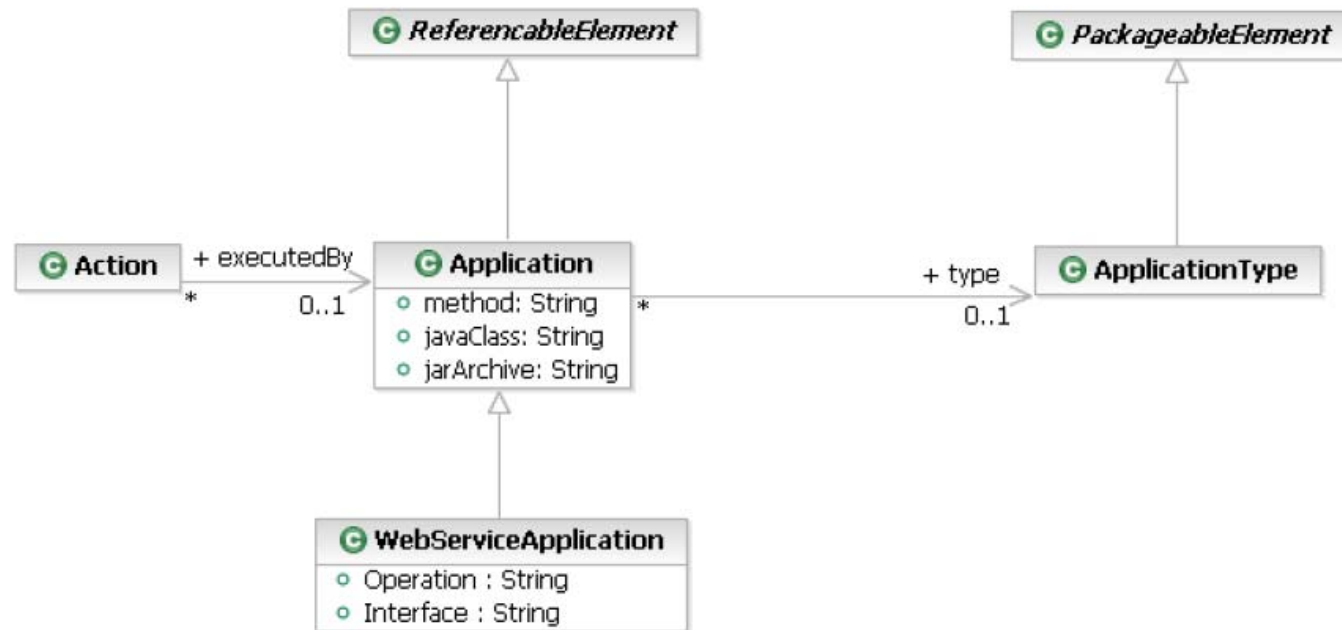 C ReferencableElement
C PackageableElement
C Action
+ executedBy
*
0..1
C Application
method: String
javaClass: String
jarArchive: String
*
+ type
0..1
C ApplicationType
C WebServiceApplication
Operation : String
Interface : String